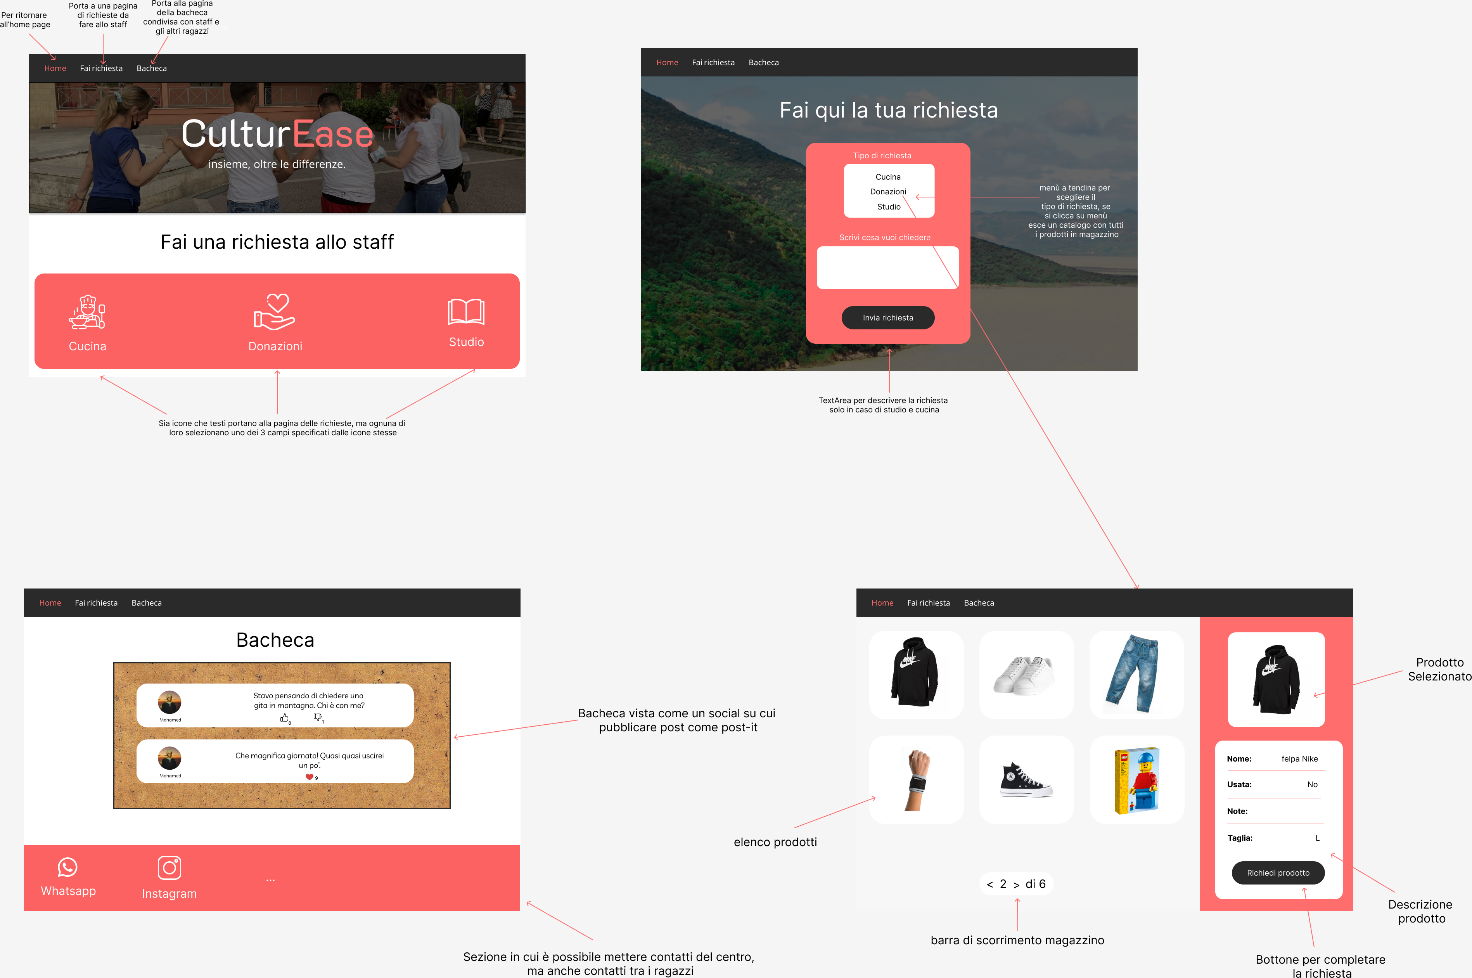 Per ritornare
all'home page
Porta a una pagina
di richieste da
fare allo staff
Porta alla pagina
della bacheca
condivisa con staff e
gli altri ragazzi
Home Fai richiesta Bacheca
CulturEase
insieme, oltre le differenze.
Fai una richiesta allo staff
Cucina Donazioni Studio
Sia icone che testi portano alla pagina delle richieste, ma ognuna di
loro selezionano uno dei 3 campi specificati dalle icone stesse
Home Fai richiesta Bacheca
Fai qui la tua richiesta
Tipo di richiesta
Cucina
Donazioni
Studio
Scrivi cosa vuoi chiedere
Invia richiesta
menù a tendina per
scegliere il
tipo di richiesta, se
si clicca su menù
esce un catalogo con tutti
i prodotti in magazzino
TextArea per descrivere la richiesta
solo in caso di studio e cucina
Home Fai richiesta Bacheca
Bacheca
Stavo pensando di chiedere una
gita in montagna. Chi è con me?
Mohamed
Che magnifica giornata! Quasi quasi uscirei
un po'.
9
Mohamed
Whatsapp Instagram ...
Bacheca vista come un social su cui
pubblicare post come post-it
Sezione in cui è possibile mettere contatti del centro,
ma anche contatti tra i ragazzi
Home Fai richiesta Bacheca
elenco prodotti
< 2 > di 6
barra di scorrimento magazzino
Nome: felpa Nike
Usata: No
Note:
Taglia: L
Richiedi prodotto
Prodotto
Selezionato
Descrizione
prodotto
Bottone per completare
la richiesta